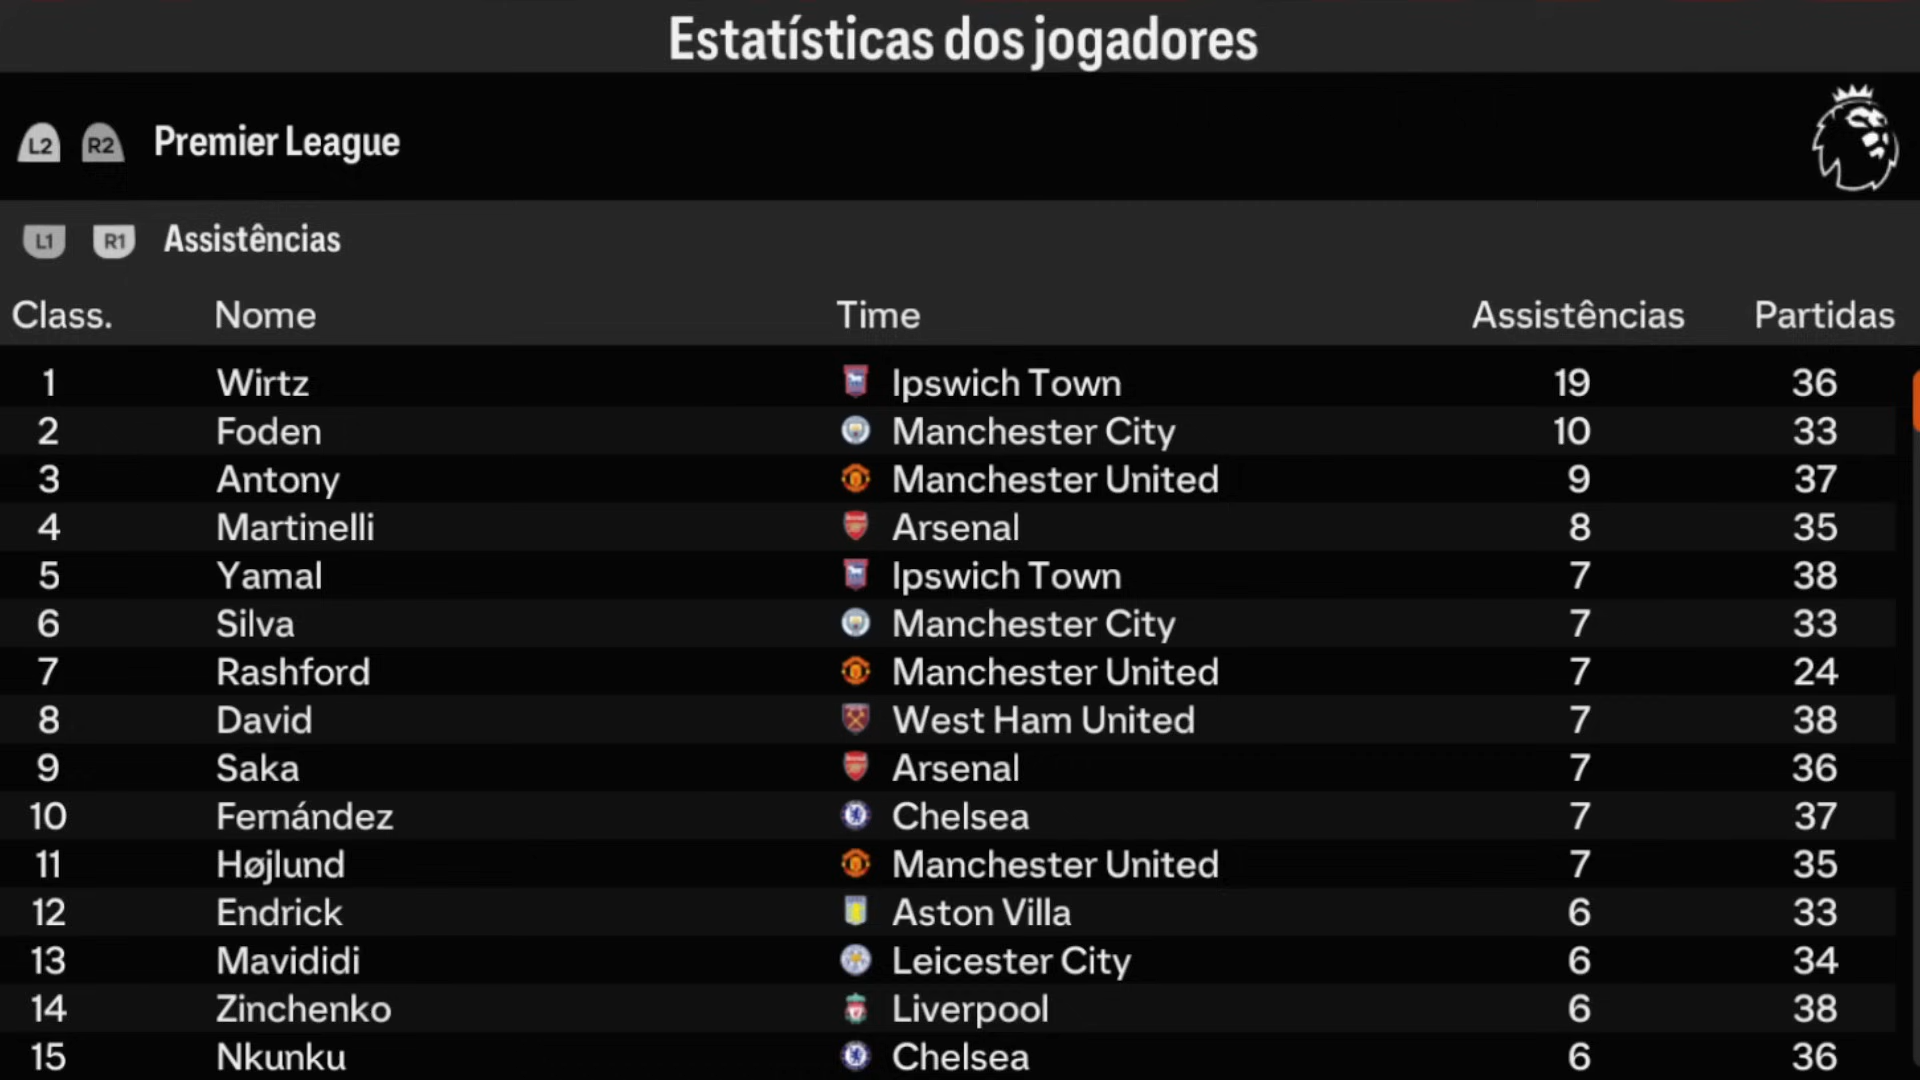 Estatísticas dos jogadores
L2 R2 Premier League
L1 R1 Assistências
Class. Nome Time Assistências Partidas
1 Wirtz Ipswich Town 19 36
2 Foden Manchester City 10 33
3 Antony Manchester United 9 37
4 Martinelli Arsenal 8 35
5 Yamal Ipswich Town 7 38
6 Silva Manchester City 7 33
7 Rashford Manchester United 7 24
8 David West Ham United 7 38
9 Saka Arsenal 7 36
10 Fernández Chelsea 7 37
11 Højlund Manchester United 7 35
12 Endrick Aston Villa 6 33
13 Mavididi Leicester City 6 34
14 Zinchenko Liverpool 6 38
15 Nkunku Chelsea 6 36